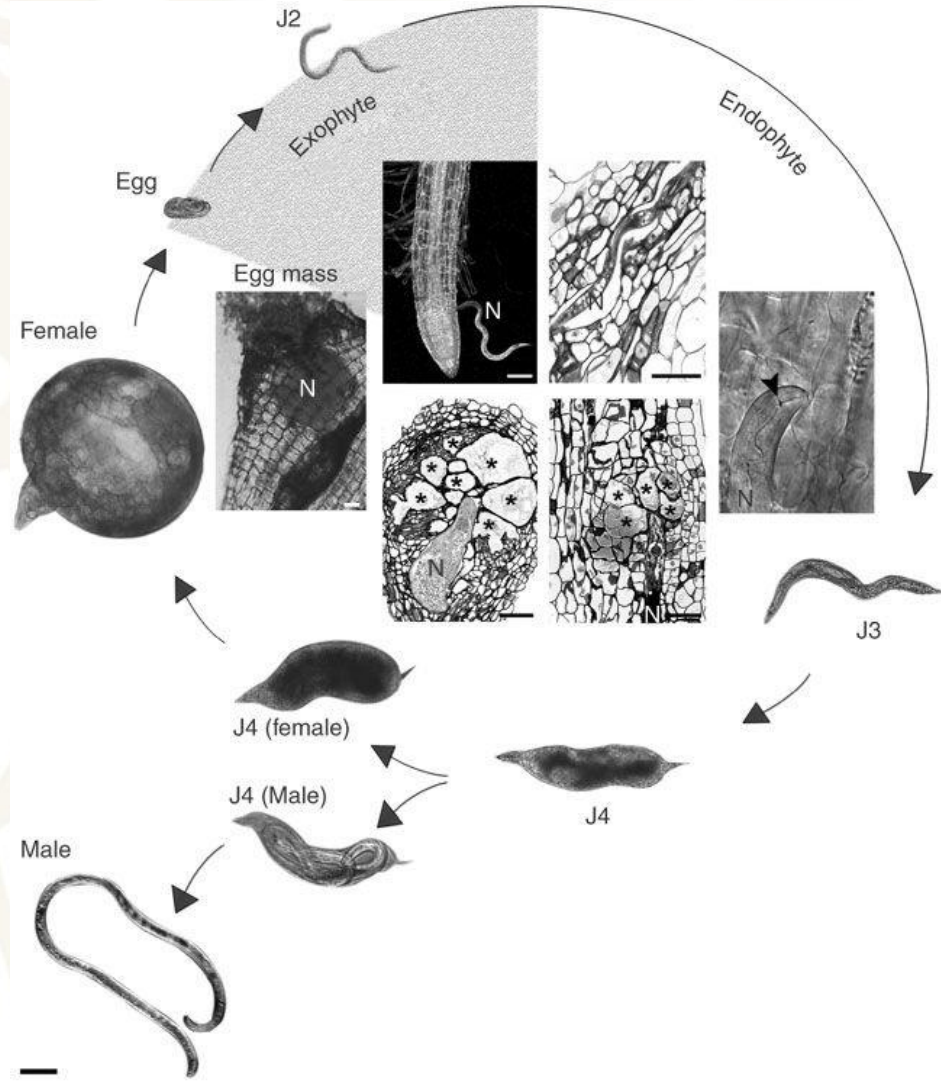 J2
Exophyte
Endophyte
Egg
Egg mass
Female
N
N
N
N
* * * * * * *
N
* * * * *
N
J3
J4 (female)
J4
J4 (Male)
Male